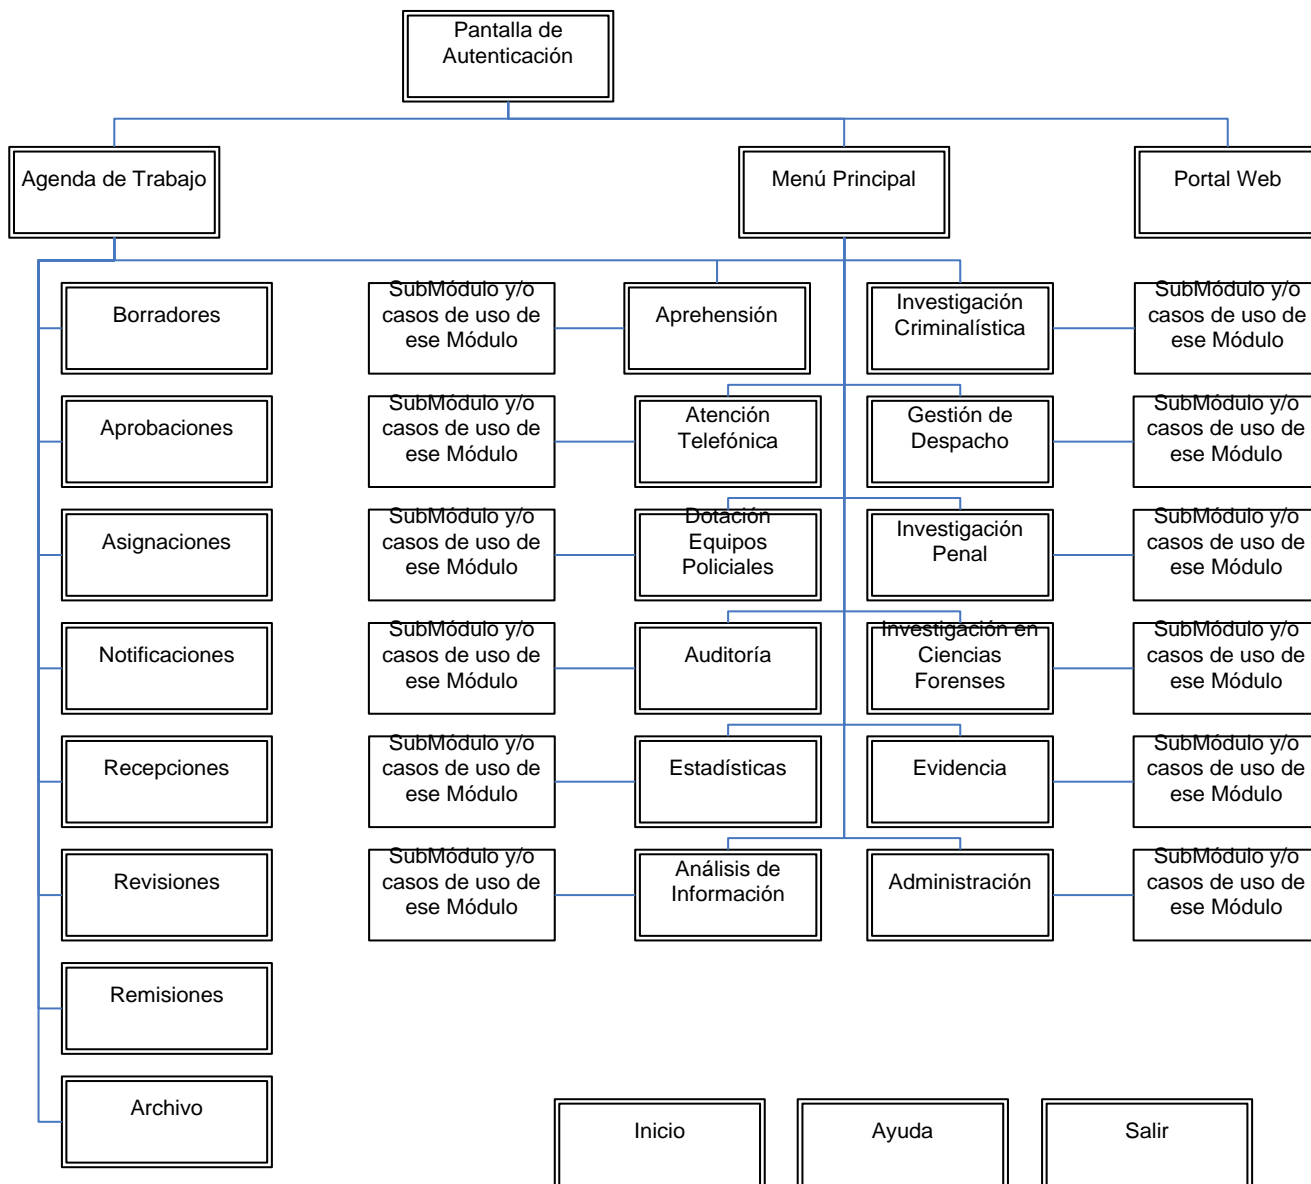 Pantalla de
Autenticación
Agenda de Trabajo
Menú Principal
Portal Web
Borradores
SubMódulo y/o
casos de uso de
ese Módulo
Aprehensión
Investigación
Criminalística
SubMódulo y/o
casos de uso de
ese Módulo
Aprobaciones
SubMódulo y/o
casos de uso de
ese Módulo
Atención
Telefónica
Gestión de
Despacho
SubMódulo y/o
casos de uso de
ese Módulo
Asignaciones
SubMódulo y/o
casos de uso de
ese Módulo
Dotación
Equipos
Policiales
Investigación
Penal
SubMódulo y/o
casos de uso de
ese Módulo
Notificaciones
SubMódulo y/o
casos de uso de
ese Módulo
Auditoría
Investigación en
Ciencias
Forenses
SubMódulo y/o
casos de uso de
ese Módulo
Recepciones
SubMódulo y/o
casos de uso de
ese Módulo
Estadísticas
Evidencia
SubMódulo y/o
casos de uso de
ese Módulo
Revisiones
SubMódulo y/o
casos de uso de
ese Módulo
Análisis de
Información
Administración
SubMódulo y/o
casos de uso de
ese Módulo
Remisiones
Archivo
Inicio
Ayuda
Salir